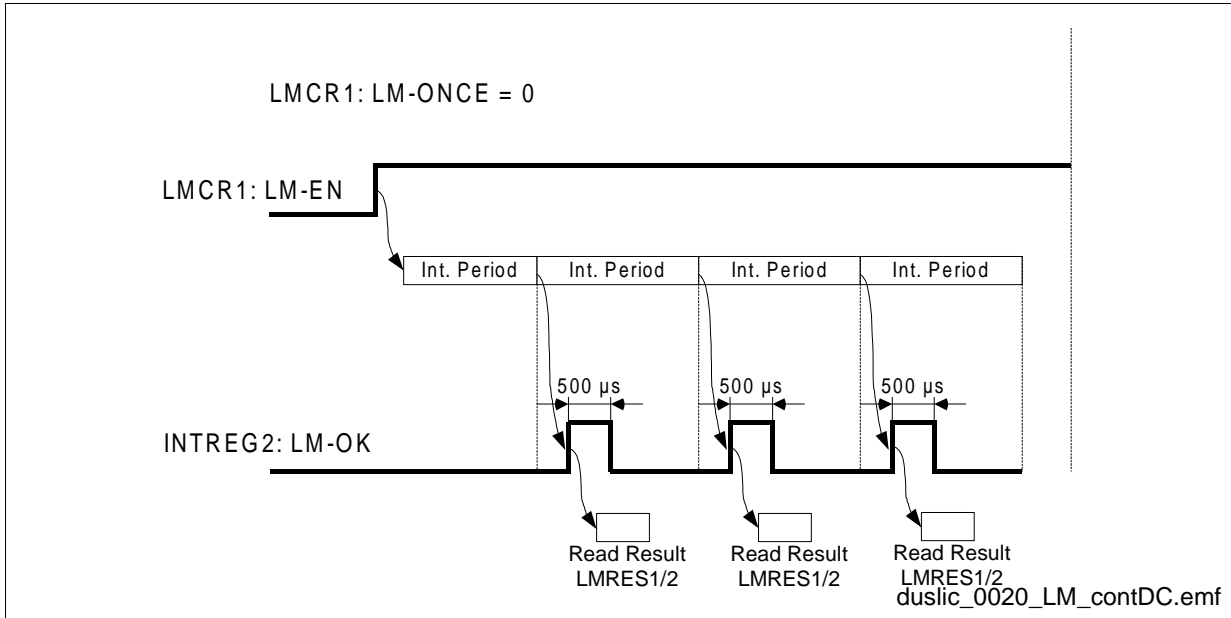 LMCR1: LM-ONCE = 0
LMCR1: LM-EN
Int. Period Int. Period Int. Period Int. Period
500 µs 500 µs 500 µs
INTREG2: LM-OK
Read Result Read Result Read Result
LMRES1/2 LMRES1/2 LMRES1/2
duslic_0020_LM_contDC.emf